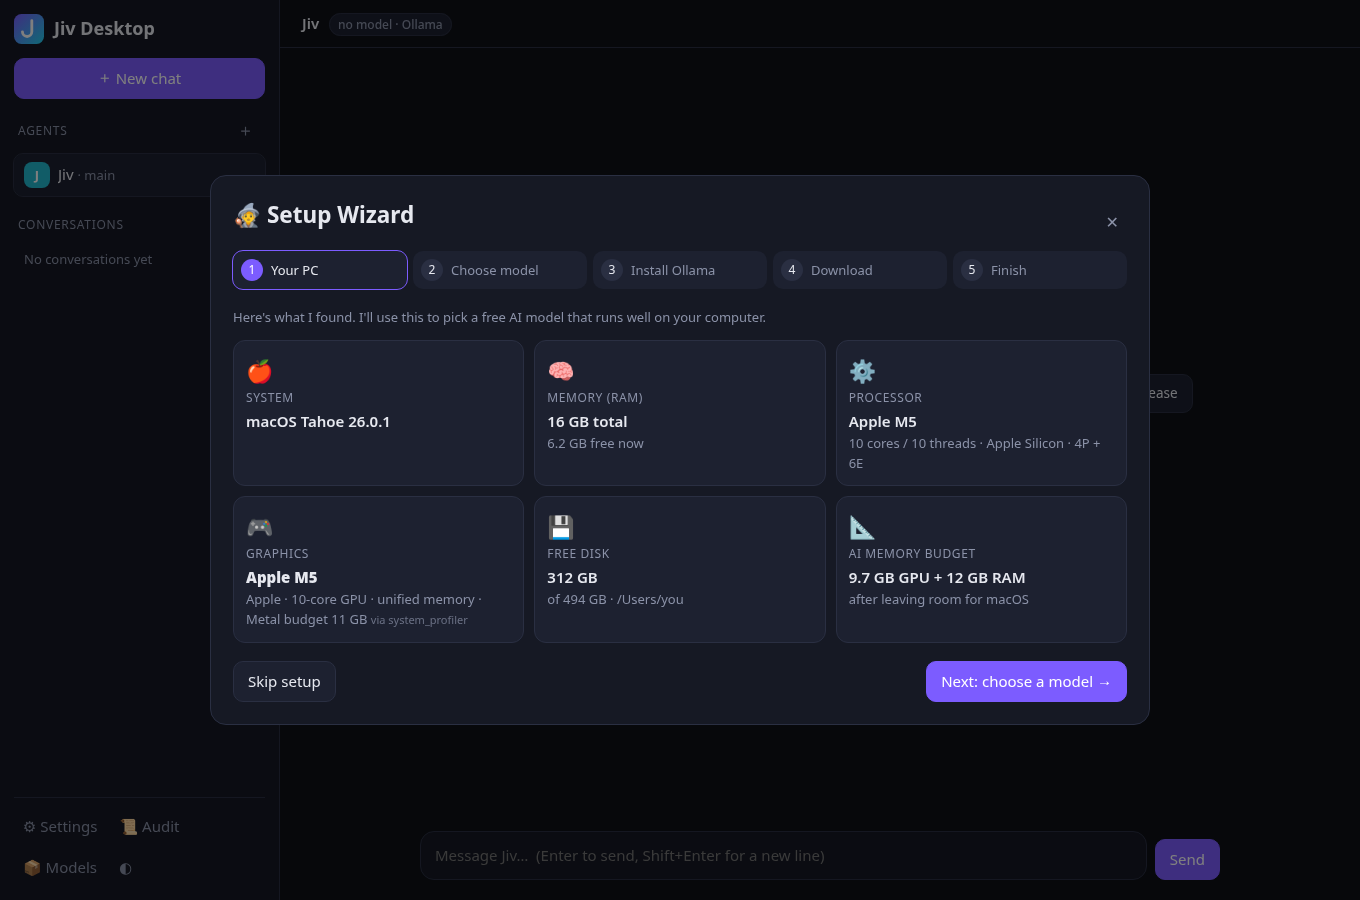 Jiv Desktop
+ New chat
AGENTS +
J Jiv · main
CONVERSATIONS
No conversations yet
⚙ Settings
Audit
Models
Jiv
no model · Ollama
Setup Wizard
×
1 Your PC
2 Choose model
3 Install Ollama
4 Download
5 Finish
Here's what I found. I'll use this to pick a free AI model that runs well on your computer.
SYSTEM
macOS Tahoe 26.0.1
MEMORY (RAM)
16 GB total
6.2 GB free now
PROCESSOR
Apple M5
10 cores / 10 threads · Apple Silicon · 4P +
6E
GRAPHICS
Apple M5
Apple · 10-core GPU · unified memory ·
Metal budget 11 GB via system_profiler
FREE DISK
312 GB
of 494 GB · /Users/you
AI MEMORY BUDGET
9.7 GB GPU + 12 GB RAM
after leaving room for macOS
Skip setup
Next: choose a model →
ease
Message Jiv... (Enter to send, Shift+Enter for a new line)
Send